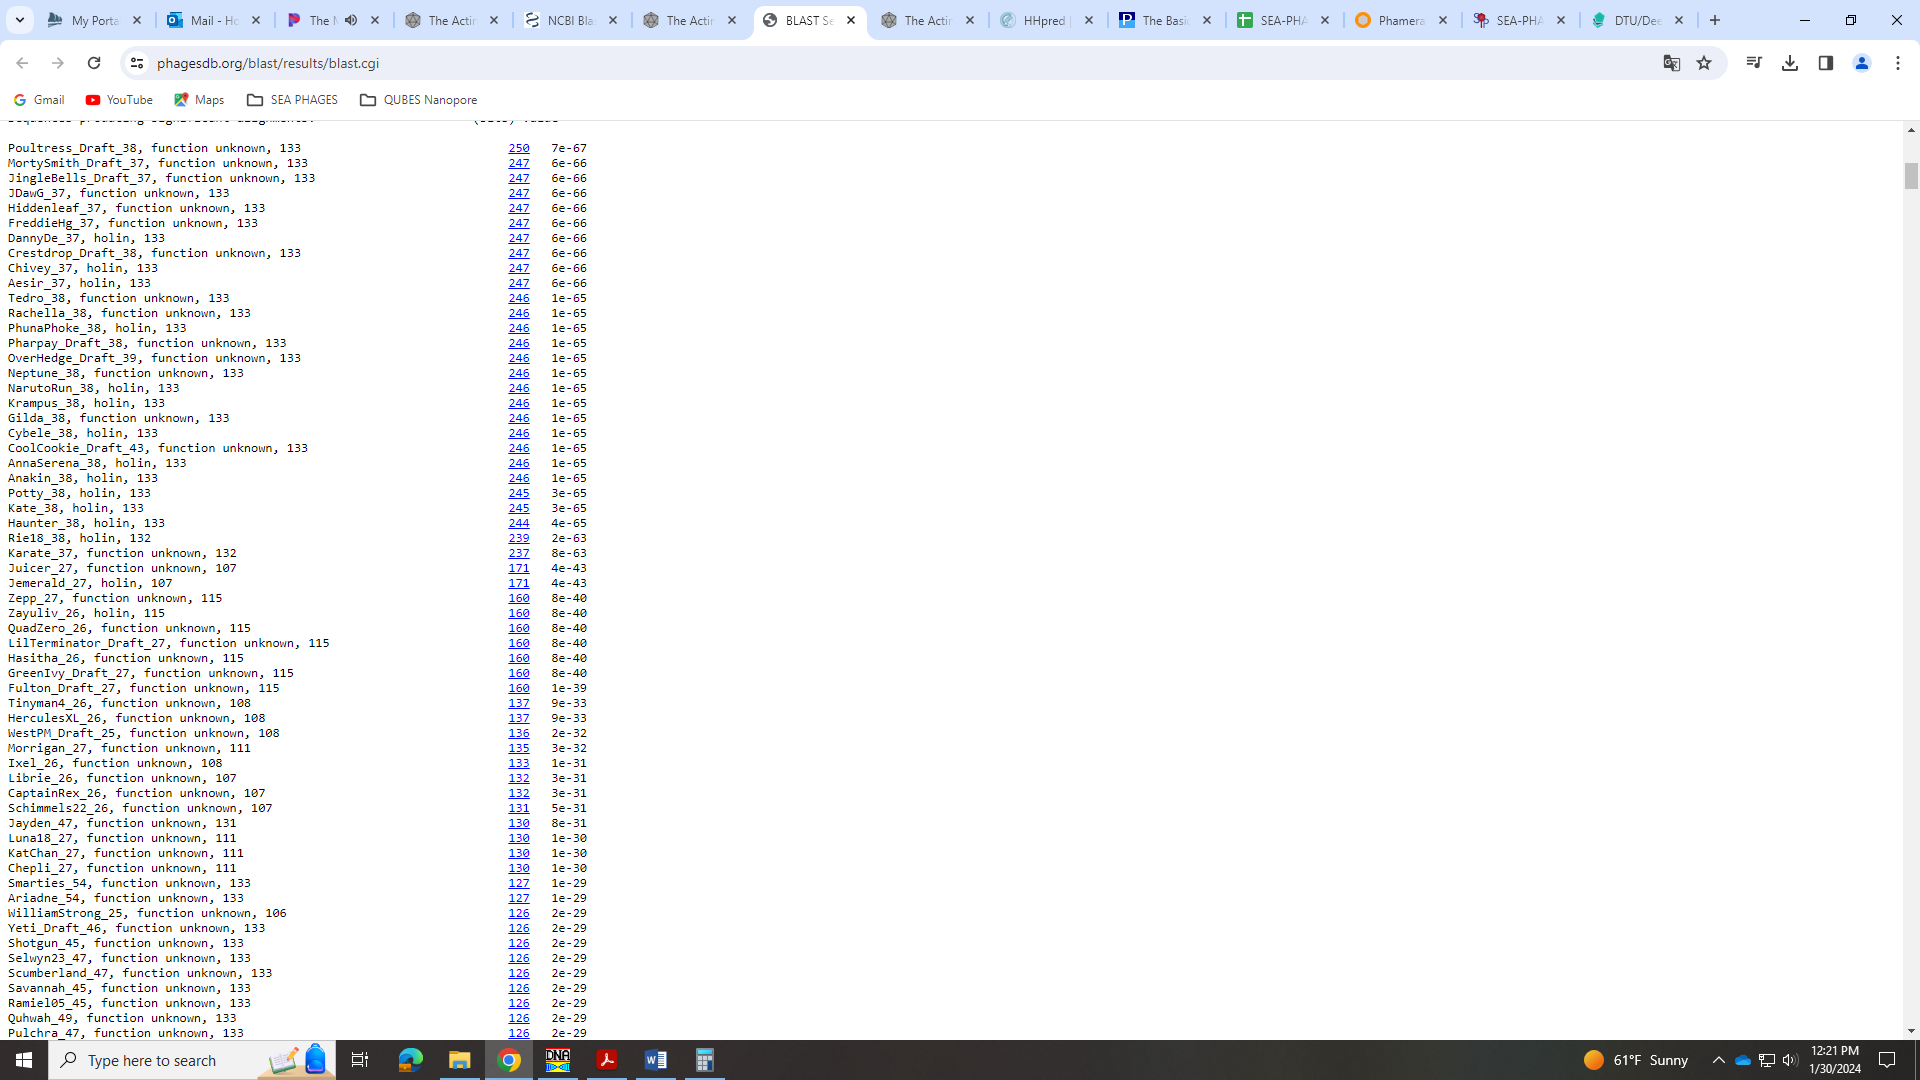 My Porta
Mail - Ho
The M
The Actin
NCBI Blas
The Actin
BLAST Se
The Actin
HHpred |
The Basic
SEA-PHA
Phamera
SEA-PHA
DTU/Dee
phagesdb.org/blast/results/blast.cgi
Gmail
YouTube
Maps
SEA PHAGES
QUBES Nanopore
Sequences producing significant alignments: (bits) Value
Poultress_Draft_38, function unknown, 133 250 7e-67
MortySmith_Draft_37, function unknown, 133 247 6e-66
JingleBells_Draft_37, function unknown, 133 247 6e-66
JDawG_37, function unknown, 133 247 6e-66
Hiddenleaf_37, function unknown, 133 247 6e-66
FreddieHg_37, function unknown, 133 247 6e-66
DannyDe_37, holin, 133 247 6e-66
Crestdrop_Draft_38, function unknown, 133 247 6e-66
Chivey_37, holin, 133 247 6e-66
Aesir_37, holin, 133 247 6e-66
Tedro_38, function unknown, 133 246 1e-65
Rachella_38, function unknown, 133 246 1e-65
PhunaPhoke_38, holin, 133 246 1e-65
Pharpay_Draft_38, function unknown, 133 246 1e-65
OverHedge_Draft_39, function unknown, 133 246 1e-65
Neptune_38, function unknown, 133 246 1e-65
NarutoRun_38, holin, 133 246 1e-65
Krampus_38, holin, 133 246 1e-65
Gilda_38, function unknown, 133 246 1e-65
Cybele_38, holin, 133 246 1e-65
CoolCookie_Draft_43, function unknown, 133 246 1e-65
AnnaSerena_38, holin, 133 246 1e-65
Anakin_38, holin, 133 246 1e-65
Potty_38, holin, 133 245 3e-65
Kate_38, holin, 133 245 3e-65
Haunter_38, holin, 133 244 4e-65
Rie18_38, holin, 132 239 2e-63
Karate_37, function unknown, 132 237 8e-63
Juicer_27, function unknown, 107 171 4e-43
Jemerald_27, holin, 107 171 4e-43
Zepp_27, function unknown, 115 160 8e-40
Zayuliv_26, holin, 115 160 8e-40
QuadZero_26, function unknown, 115 160 8e-40
LilTerminator_Draft_27, function unknown, 115 160 8e-40
Hasitha_26, function unknown, 115 160 8e-40
GreenIvy_Draft_27, function unknown, 115 160 8e-40
Fulton_Draft_27, function unknown, 115 160 1e-39
Tinyman4_26, function unknown, 108 137 9e-33
HerculesXL_26, function unknown, 108 137 9e-33
WestPM_Draft_25, function unknown, 108 136 2e-32
Morrigan_27, function unknown, 111 135 3e-32
Ixel_26, function unknown, 108 133 1e-31
Librie_26, function unknown, 107 132 3e-31
CaptainRex_26, function unknown, 107 132 3e-31
Schimmels22_26, function unknown, 107 131 5e-31
Jayden_47, function unknown, 131 130 8e-31
Luna18_27, function unknown, 111 130 1e-30
KatChan_27, function unknown, 111 130 1e-30
Chepli_27, function unknown, 111 130 1e-30
Smarties_54, function unknown, 133 127 1e-29
Ariadne_54, function unknown, 133 127 1e-29
WilliamStrong_25, function unknown, 106 126 2e-29
Yeti_Draft_46, function unknown, 133 126 2e-29
Shotgun_45, function unknown, 133 126 2e-29
Selwyn23_47, function unknown, 133 126 2e-29
Scumberland_47, function unknown, 133 126 2e-29
Savannah_45, function unknown, 133 126 2e-29
Ramiel05_45, function unknown, 133 126 2e-29
Quhwah_49, function unknown, 133 126 2e-29
Pulchra_47, function unknown, 133 126 2e-29
Type here to search
DNA
61°F Sunny
12:21 PM
1/30/2024